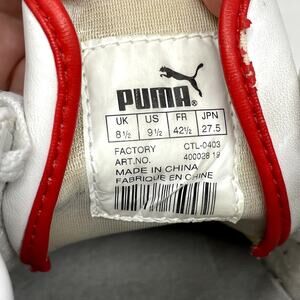 PUMA®
UK US FR JPN
8½ 9½ 42½ 27.5
FACTORY CTL-0403
ART.NO. 400028 19
MADE IN CHINA
FABRIQUE EN CHINE